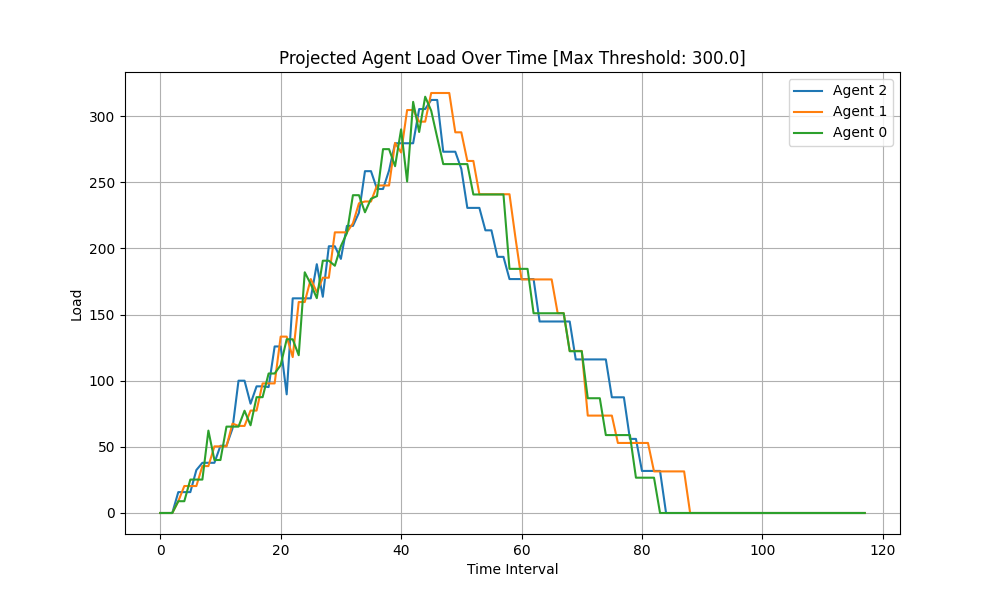 Projected Agent Load Over Time [Max Threshold: 300.0]
Agent 2
Agent 1
Agent 0
Load
300
250
200
150
100
50
0
0 20 40 60 80 100 120
Time Interval